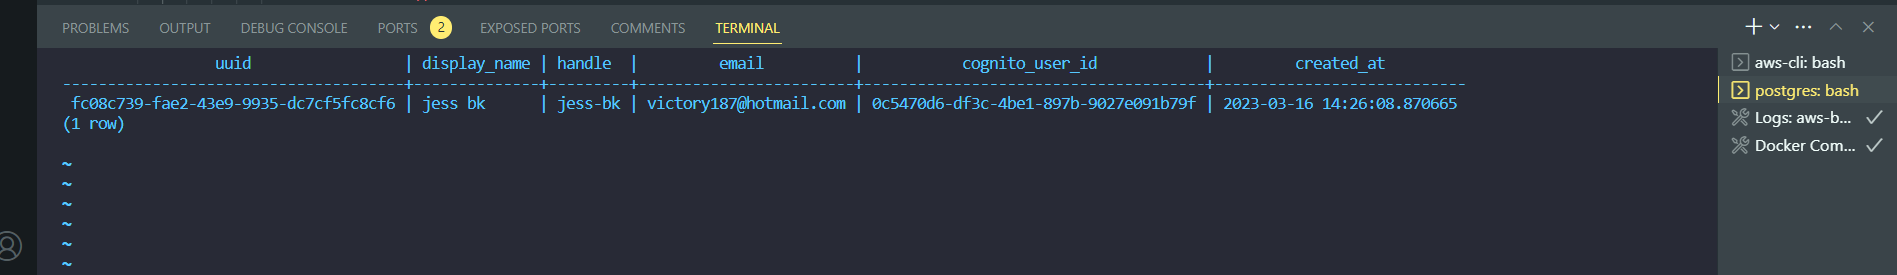 PROBLEMS OUTPUT DEBUG CONSOLE PORTS 2 EXPOSED PORTS COMMENTS TERMINAL
uuid | display_name | handle | email | cognito_user_id | created_at
--------------------------------------+--------------+---------+------------------------+--------------------------------------+----------------------------
fc08c739-fae2-43e9-9935-dc7cf5fc8cf6 | jess bk | jess-bk | victory187@hotmail.com | 0c5470d6-df3c-4be1-897b-9027e091b79f | 2023-03-16 14:26:08.870665
(1 row)
~
~
~
~
~
~
aws-cli: bash
postgres: bash
Logs: aws-b...
Docker Com...